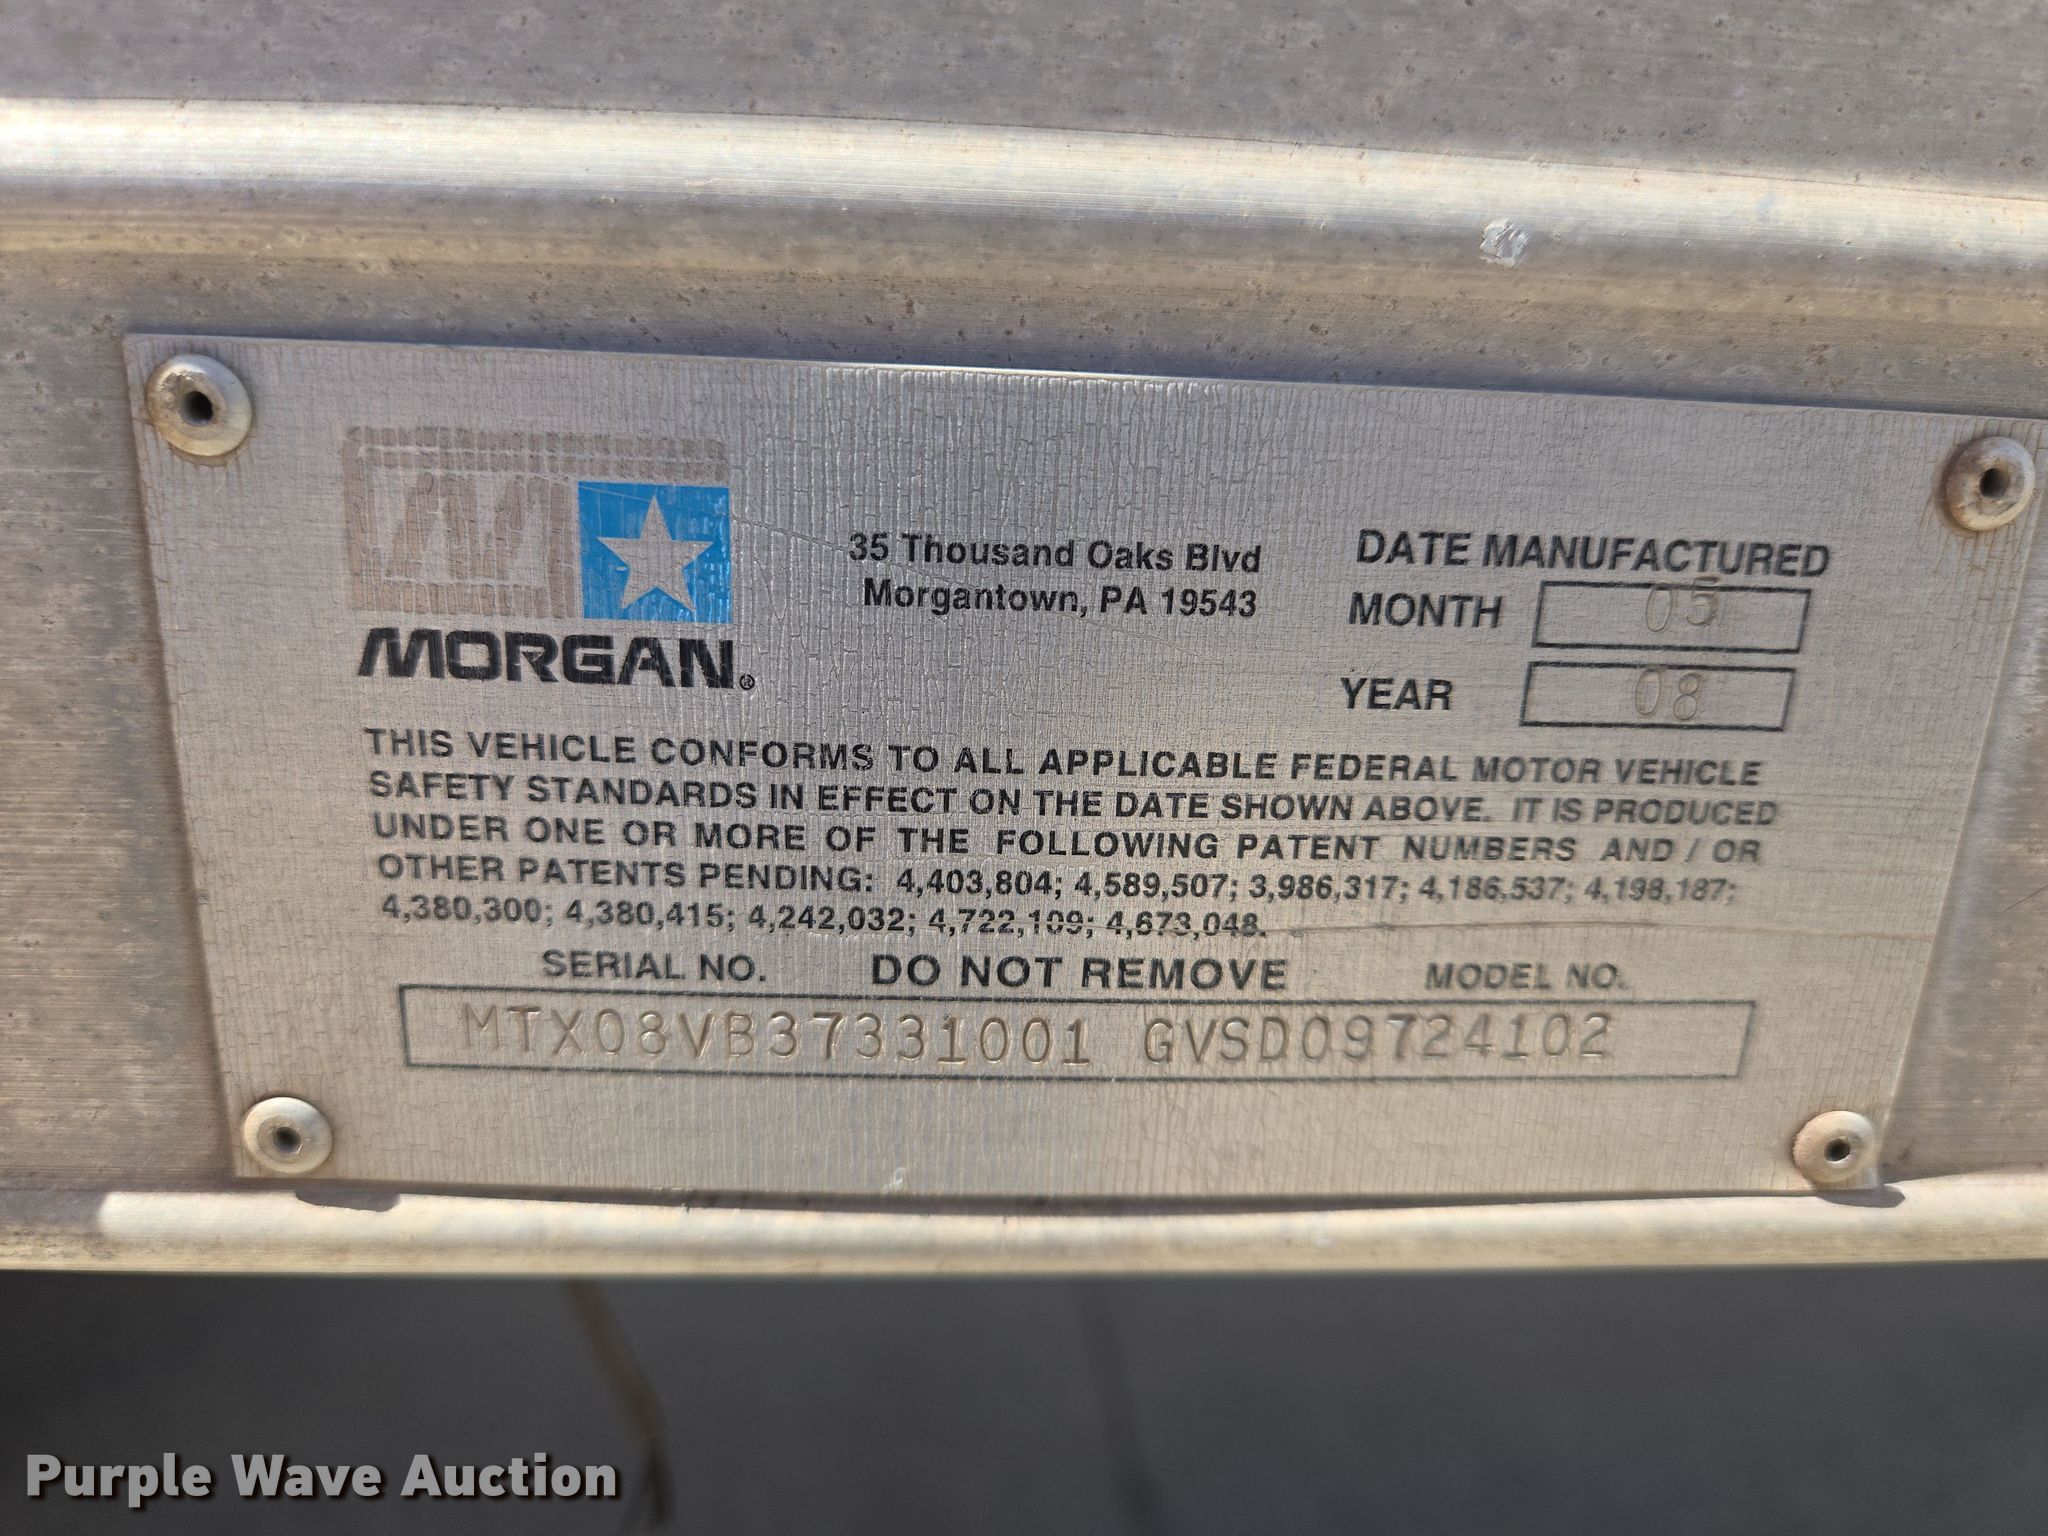 35 Thousand Oaks Blvd
Morgantown, PA 19543
MORGAN®
DATE MANUFACTURED
MONTH 05
YEAR 08
THIS VEHICLE CONFORMS TO ALL APPLICABLE FEDERAL MOTOR VEHICLE
SAFETY STANDARDS IN EFFECT ON THE DATE SHOWN ABOVE. IT IS PRODUCED
UNDER ONE OR MORE OF THE FOLLOWING PATENT NUMBERS AND / OR
OTHER PATENTS PENDING: 4,403,804; 4,589,507; 3,986,317; 4,186,537; 4,198,187;
4,380,300; 4,380,415; 4,242,032; 4,722,109; 4,673,048.
SERIAL NO. DO NOT REMOVE MODEL NO.
MTX08VB37331001 GVSD09724102
Purple Wave Auction